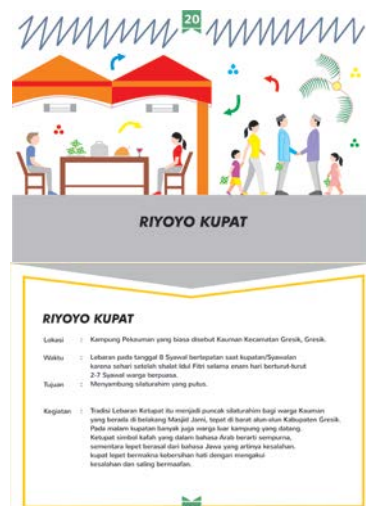 20
RIYOYO KUPAT
RIYOYO KUPAT
Lokasi : Kampung Pekauman yang biasa disebut Kauman Kecamatan Gresik, Gresik.
Waktu : Lebaran pada tanggal 8 Syawal bertepatan saat kupatan/Syawalan
karena sehari setelah shalat Idul Fitri selama enam hari berturut-turut
2-7 Syawal warga berpuasa.
Tujuan : Menyambung silaturahim yang putus.
Kegiatan : Tradisi Lebaran Ketupat itu menjadi puncak silaturahim bagi warga Kauman
yang berada di belakang Masjid Jami, tepat di barat alun-alun Kabupaten Gresik.
Pada malam kupatan banyak juga warga luar kampung yang datang.
Ketupat simbol kafah yang dalam bahasa Arab berarti sempurna,
sementara lepet berasal dari bahasa Jawa yang artinya kesalahan.
kupat lepet bermakna kebersihan hati dengan mengakui
kesalahan dan saling bermaafan.